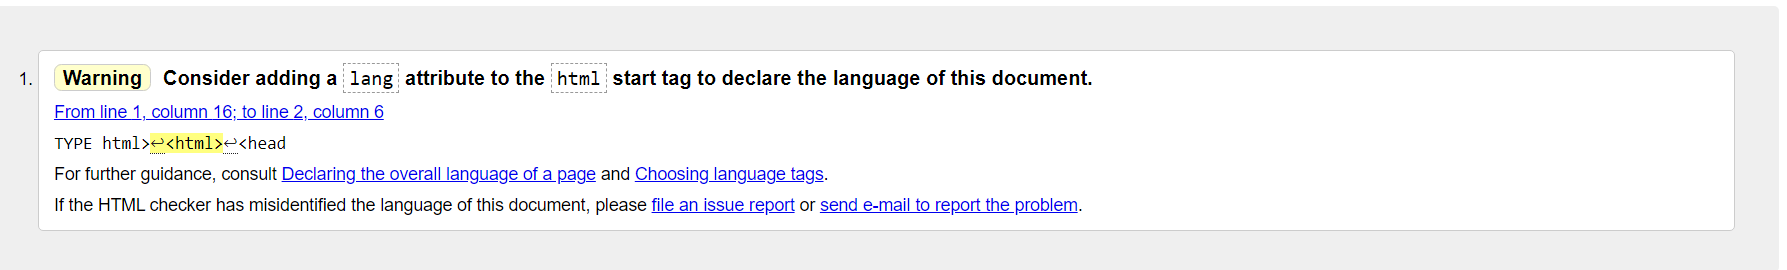 1. Warning Consider adding a lang attribute to the html start tag to declare the language of this document.
From line 1, column 16; to line 2, column 6
TYPE html>↩<html>↩<head
For further guidance, consult Declaring the overall language of a page and Choosing language tags.
If the HTML checker has misidentified the language of this document, please file an issue report or send e-mail to report the problem.